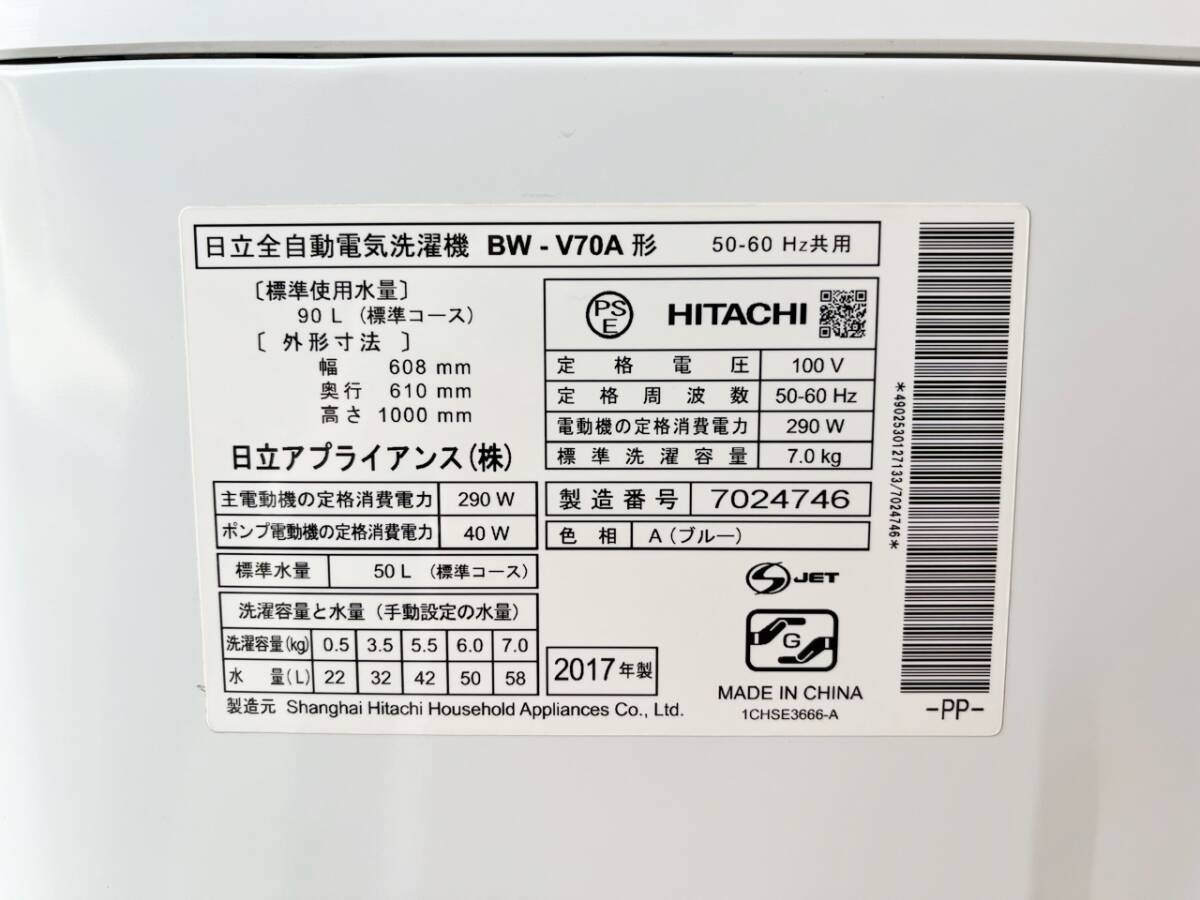 日立全自動電気洗濯機 BW-V70A 形 50-60 Hz共用
〔標準使用水量〕
90 L (標準コース)
〔 外形寸法 〕
幅 608 mm
奥行 610 mm
高さ 1000 mm
日立アプライアンス(株)
主電動機の定格消費電力 290 W
ポンプ電動機の定格消費電力 40 W
標準水量 50 L (標準コース)
洗濯容量と水量(手動設定の水量)
洗濯容量(kg) 0.5 3.5 5.5 6.0 7.0
水 量(L) 22 32 42 50 58
製造元 Shanghai Hitachi Household Appliances Co., Ltd.
PS E HITACHI
定格電圧 100 V
定格周波数 50-60 Hz
電動機の定格消費電力 290 W
標準洗濯容量 7.0 kg
製造番号 7024746
色相 A(ブルー)
S JET
G
2017年製
MADE IN CHINA
1CHSE3666-A
*4902530127133/7024746*
-PP-